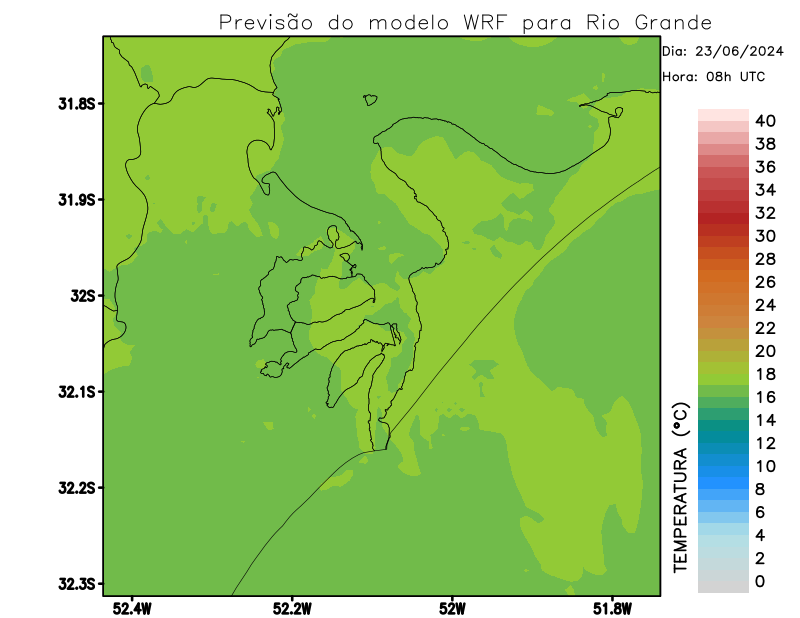 Previsão do modelo WRF para Rio Grande
Dia: 23/06/2024
Hora: 08h UTC
31.8S
31.9S
32S
32.1S
32.2S
32.3S
52.4W
52.2W
52W
51.8W
TEMPERATURA (°C)
40
38
36
34
32
30
28
26
24
22
20
18
16
14
12
10
8
6
4
2
0